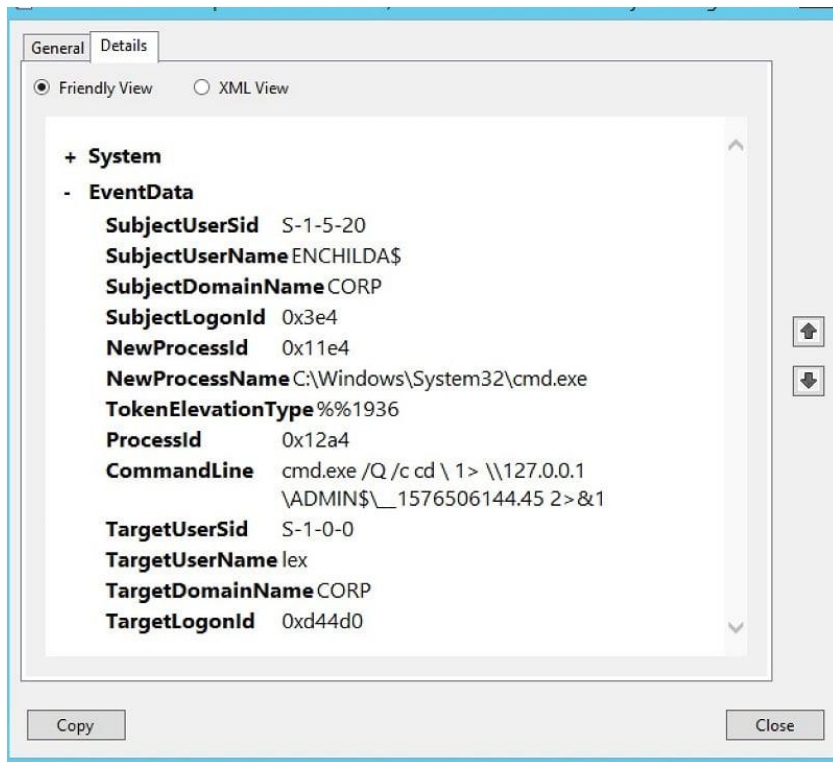 General Details
Friendly View XML View
+ System
- EventData
SubjectUserSid S-1-5-20
SubjectUserName ENCHILDA$
SubjectDomainName CORP
SubjectLogonId 0x3e4
NewProcessId 0x11e4
NewProcessName C:\Windows\System32\cmd.exe
TokenElevationType %%1936
ProcessId 0x12a4
CommandLine cmd.exe /Q /c cd \ 1> \\127.0.0.1
\ADMIN$\__1576506144.45 2>&1
TargetUserSid S-1-0-0
TargetUserName lex
TargetDomainName CORP
TargetLogonId 0xd44d0
Copy Close